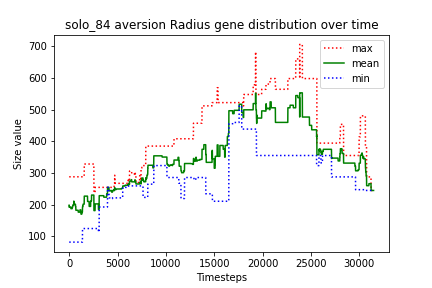 solo_84 aversion Radius gene distribution over time
700
600
500
400
300
200
100
Size value
max
mean
min
0 5000 10000 15000 20000 25000 30000
Timesteps